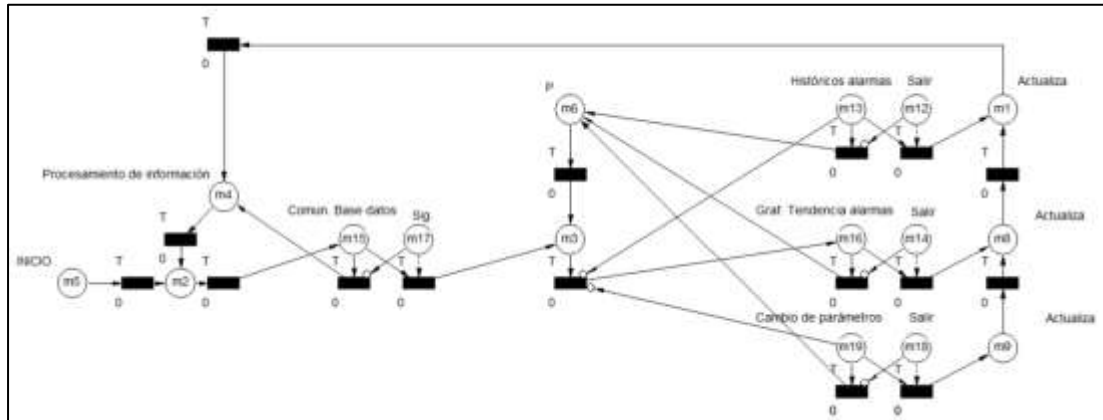 T
0
P
Históricos alarmas Salir Actualiza
m6 m13 m12 m1
T T T
0 0
T
0
T
0
Procesamiento de información
m4
Comun. Base datos Sig
Graf. Tendencia alarmas Salir Actualiza
T
0
m15 m17 m3 m16 m14 m8
INICIO T T T T T T T T
m5 m2
0 0 0 0 0 0 0 0
Cambio de parámetros Salir Actualiza
m19 m18 m9
T T
0 0